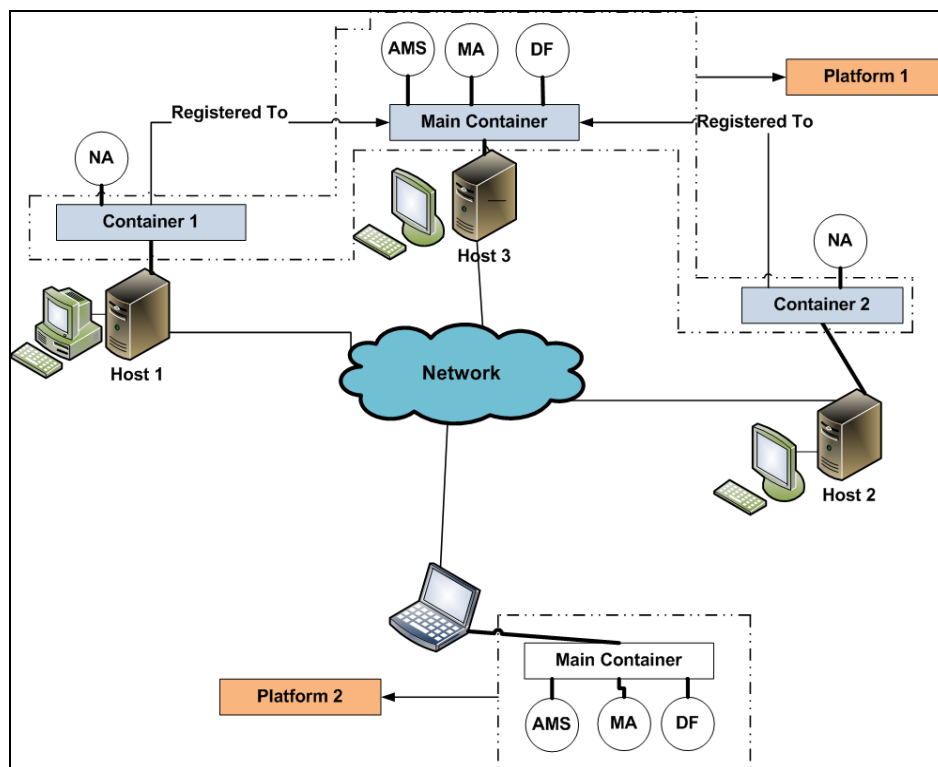 AMS
MA
DF
Platform 1
Main Container
Registered To
Registered To
NA
Container 1
NA
Host 3
Container 2
Host 1
Network
Host 2
Main Container
Platform 2
AMS
MA
DF